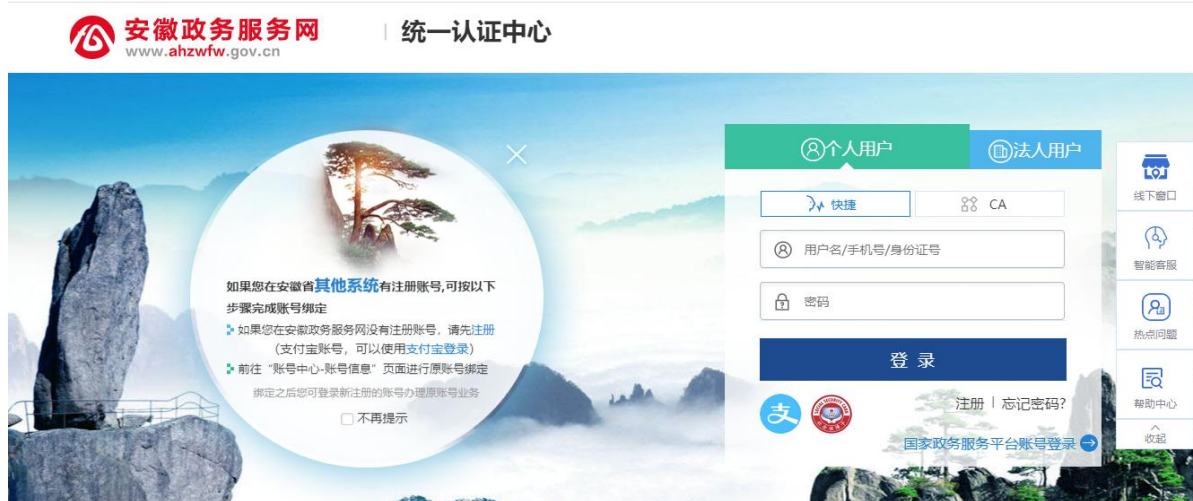 安徽政务服务网
www.ahzwfw.gov.cn
统一认证中心
如果您在安徽省其他系统有注册账号,可按以下
步骤完成账号绑定
如果您在安徽政务服务网没有注册账号，请先注册
(支付宝账号，可以使用支付宝登录)
前往“账号中心-账号信息”页面进行原账号绑定
绑定之后您可登录新注册的账号办理原账号业务
不再提示
个人用户
法人用户
快捷
CA
用户名/手机号/身份证号
密码
登 录
支
注册 | 忘记密码?
国家政务服务平台账号登录
线下窗口
智能客服
热点问题
帮助中心
收起